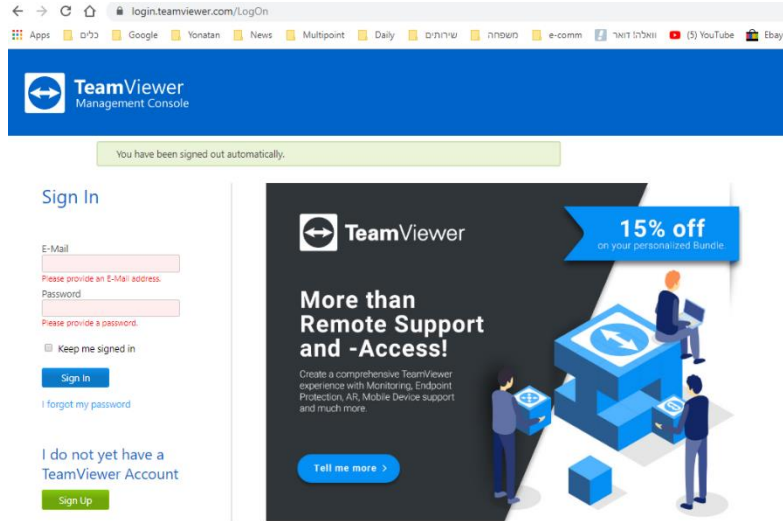 login.teamviewer.com/LogOn
Apps כלים Google Yonatan News Multipoint Daily שירותים משפחה e-comm וואלה! דואר (5) YouTube Ebay
TeamViewer
Management Console
You have been signed out automatically.
Sign In
E-Mail
Please provide an E-Mail address.
Password
Please provide a password.
Keep me signed in
Sign In
I forgot my password
I do not yet have a
TeamViewer Account
Sign Up
TeamViewer
15% off
on your personalized Bundle.
More than
Remote Support
and -Access!
Create a comprehensive TeamViewer
experience with Monitoring, Endpoint
Protection, AR, Mobile Device support
and much more.
Tell me more >